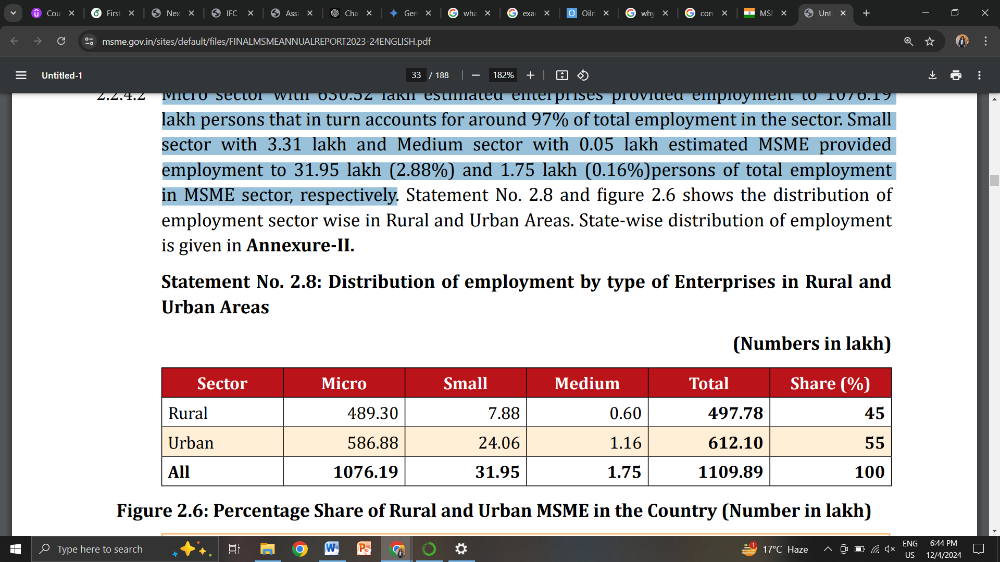 Cou
First
Nex
IFC
Assi
Cha
Gen
wha
exa
Oiln
why
con
MSI
Unti
msme.gov.in/sites/default/files/FINALMSMEANNUALREPORT2023-24ENGLISH.pdf
Untitled-1
33 / 188
182%
2.2.4.2 Micro sector with 630.52 lakh estimated enterprises provided employment to 1076.19
lakh persons that in turn accounts for around 97% of total employment in the sector. Small
sector with 3.31 lakh and Medium sector with 0.05 lakh estimated MSME provided
employment to 31.95 lakh (2.88%) and 1.75 lakh (0.16%)persons of total employment
in MSME sector, respectively. Statement No. 2.8 and figure 2.6 shows the distribution of
employment sector wise in Rural and Urban Areas. State-wise distribution of employment
is given in Annexure-II.
Statement No. 2.8: Distribution of employment by type of Enterprises in Rural and
Urban Areas
(Numbers in lakh)
Sector Micro Small Medium Total Share (%)
Rural 489.30 7.88 0.60 497.78 45
Urban 586.88 24.06 1.16 612.10 55
All 1076.19 31.95 1.75 1109.89 100
Figure 2.6: Percentage Share of Rural and Urban MSME in the Country (Number in lakh)
Type here to search
1
17°C Haze
ENG
US
6:44 PM
12/4/2024